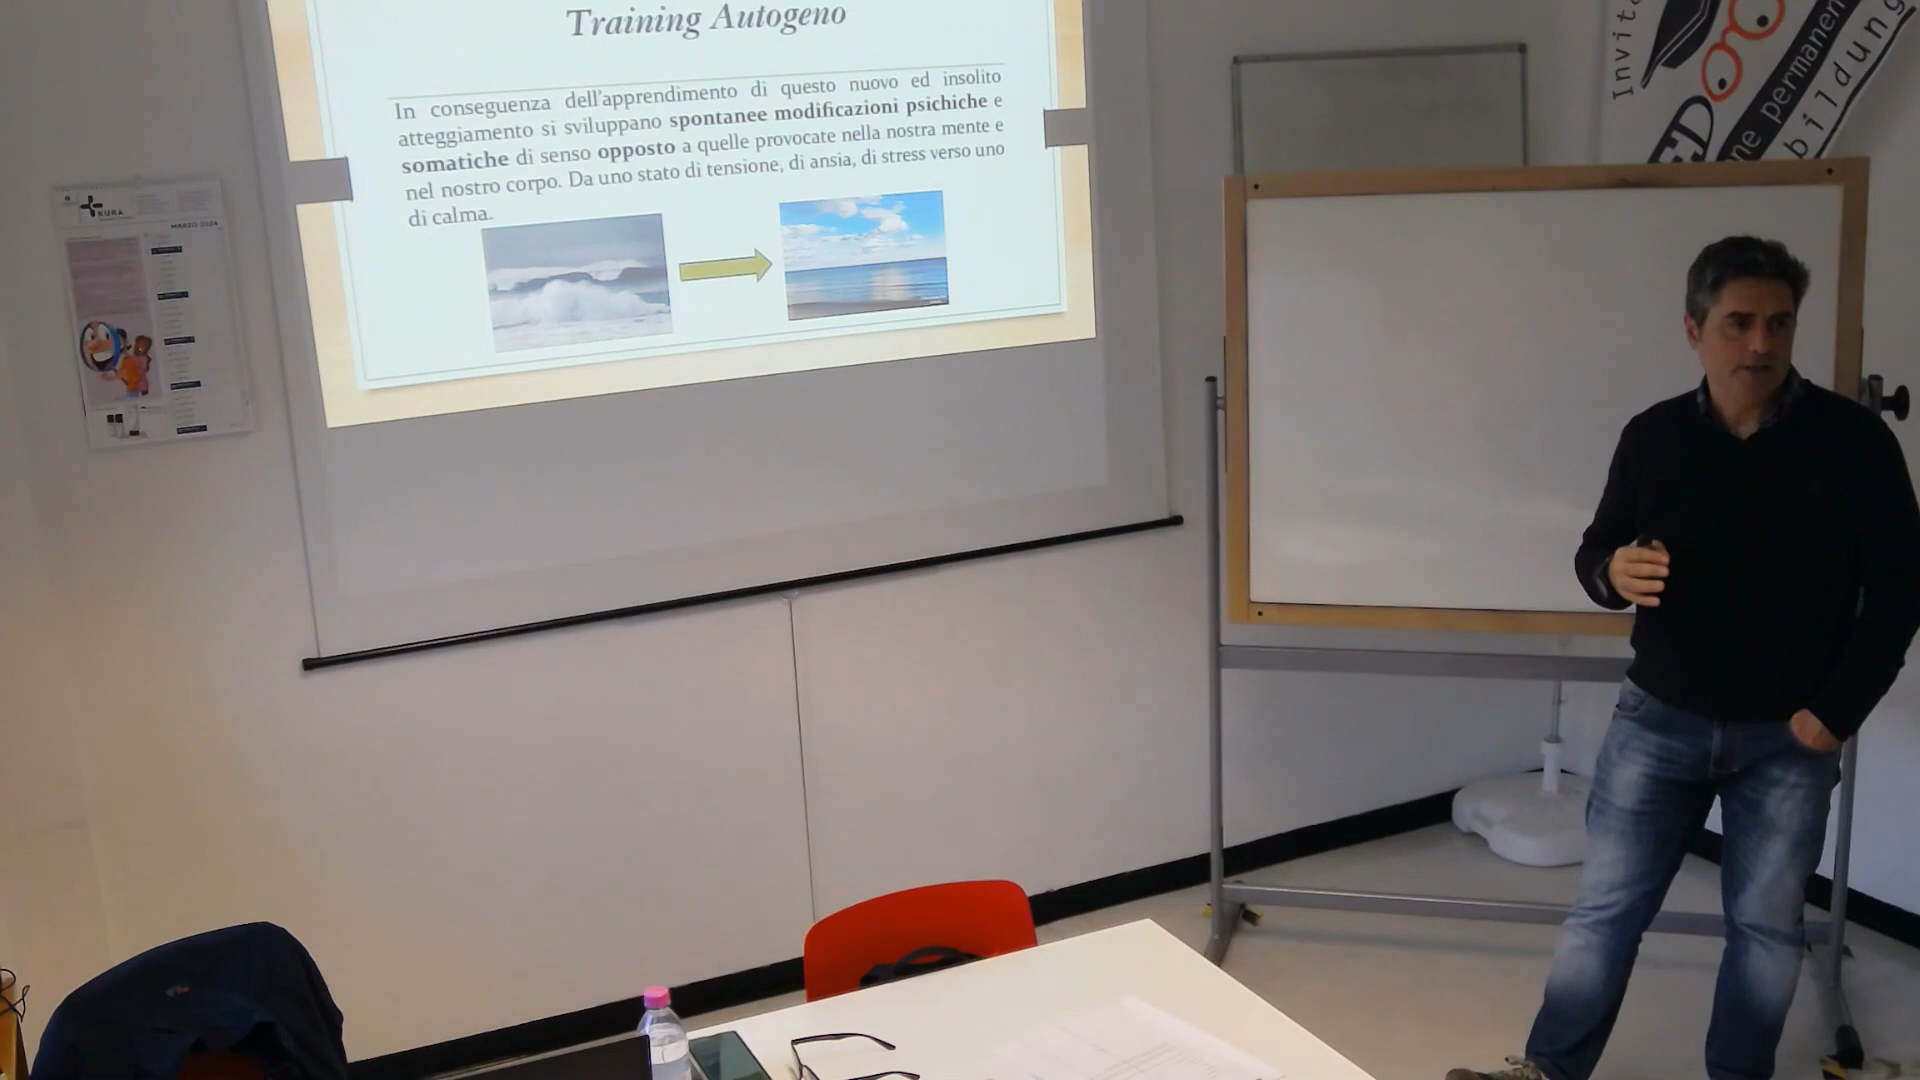 Training Autogeno
In conseguenza dell'apprendimento di questo nuovo ed insolito
atteggiamento si sviluppano spontanee modificazioni psichiche e
somatiche di senso opposto a quelle provocate nella nostra mente e
nel nostro corpo. Da uno stato di tensione, di ansia, di stress verso uno
di calma.
KURA
MARZO 2024
Invit
ne permanen
bildung